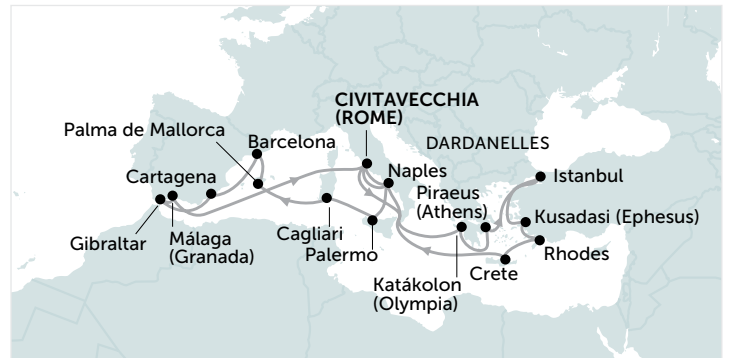 CIVITAVECCHIA
(ROME)
Palma de Mallorca
Barcelona
DARDANELLES
Cartagena
Naples
Istanbul
Piraeus
(Athens)
Kusadasi (Ephesus)
Gibraltar
Málaga
(Granada)
Cagliari
Palermo
Rhodes
Crete
Katákolon
(Olympia)